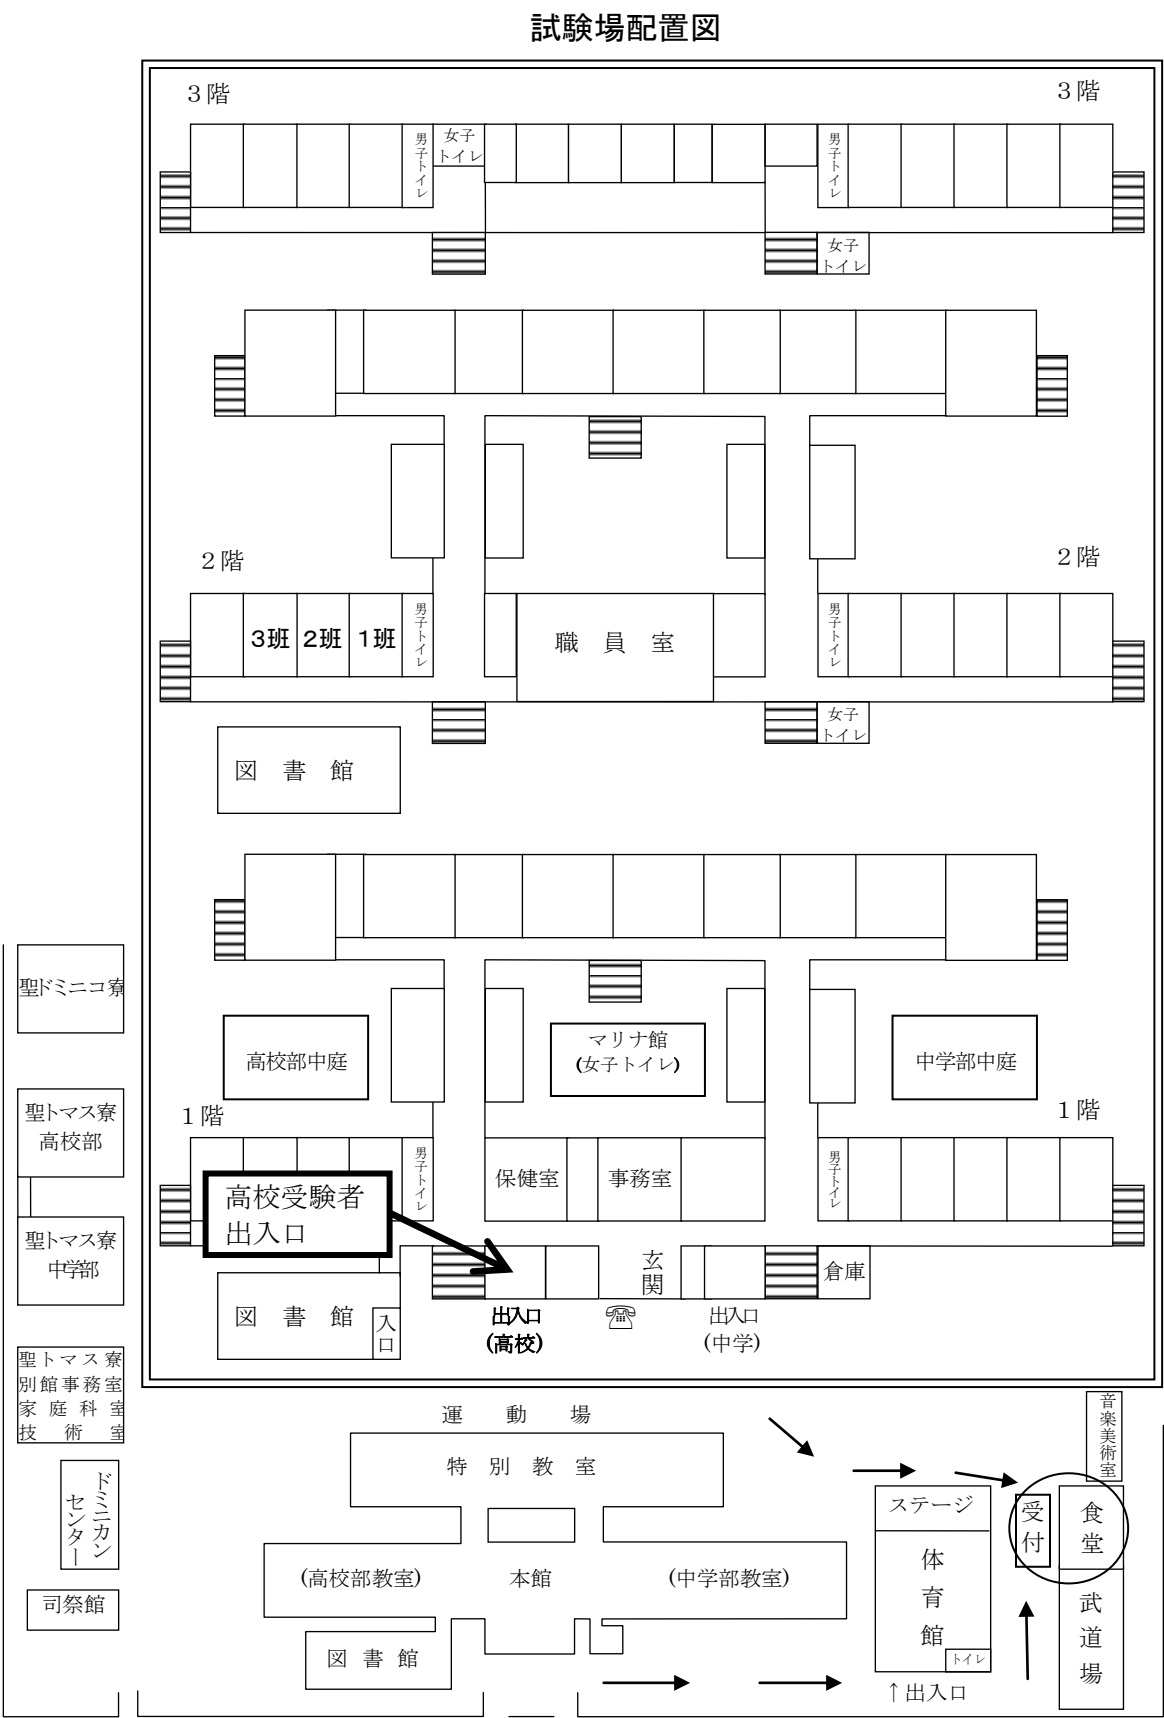 試験場配置図
３階
３階
男子トイレ
女子
トイレ
男子トイレ
女子
トイレ
２階
２階
3班
2班
1班
男子トイレ
職員室
男子トイレ
女子
トイレ
図書館
聖ドミニコ寮
高校部中庭
マリナ館
(女子トイレ)
中学部中庭
聖トマス寮
高校部
１階
１階
男子トイレ
保健室
事務室
男子トイレ
高校受験者
出入口
聖トマス寮
中学部
図書館
入口
玄関
倉庫
出入口
(高校)
☏
出入口
(中学)
聖トマス寮
別館事務室
家庭科室
技術室
運動場
音楽美術室
特別教室
ドミニカン
センター
ステージ
受付
食堂
(高校部教室)
本館
(中学部教室)
体育館
司祭館
武道場
図書館
トイレ
↑出入口